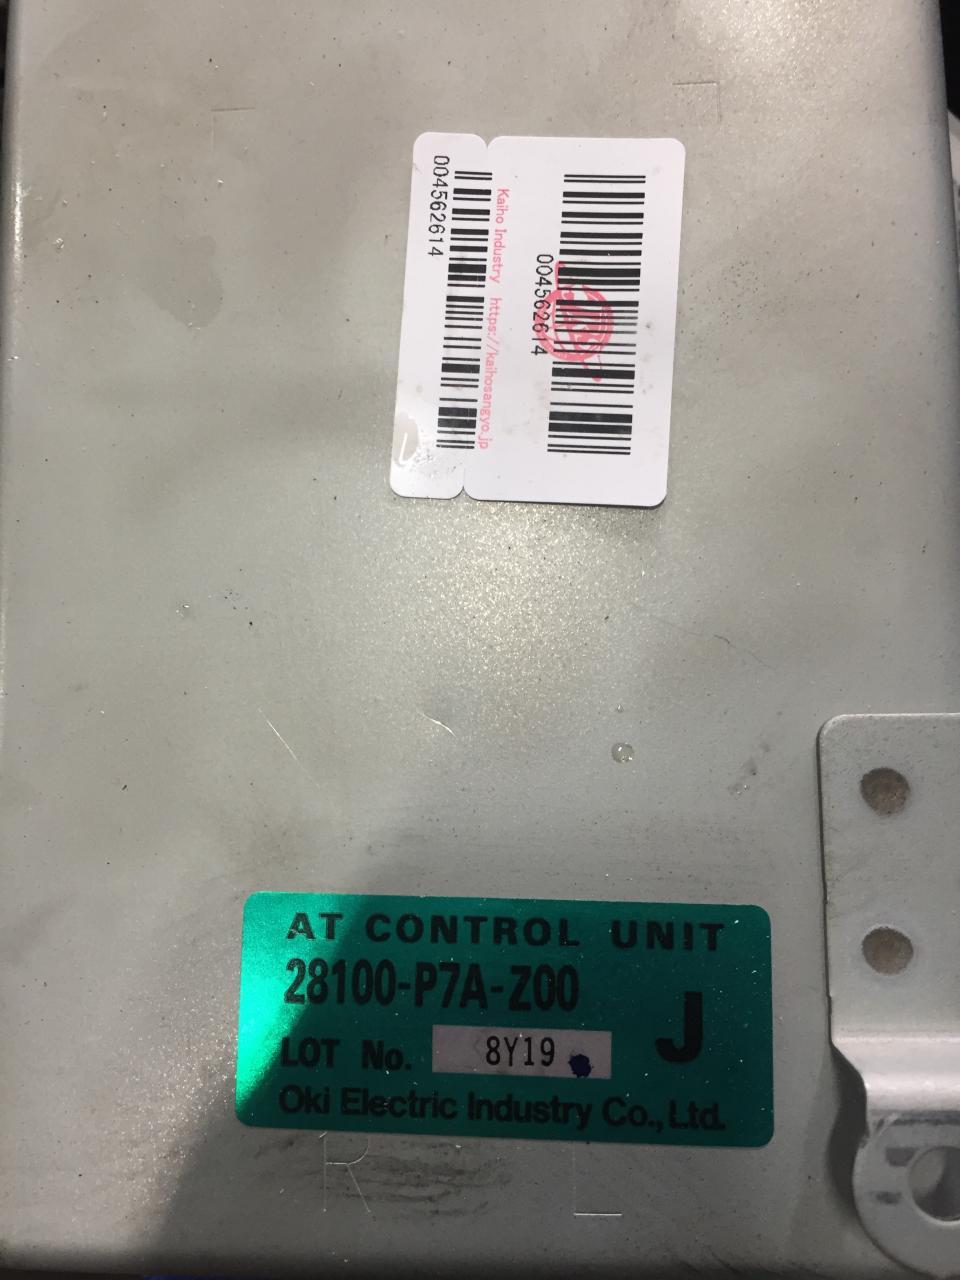 004562614
Kaiho Industry https://kaihosangyo.jp
004562614
AT CONTROL UNIT
28100-P7A-Z00
J
LOT No. 8Y19
Oki Electric Industry Co., Ltd.
R L